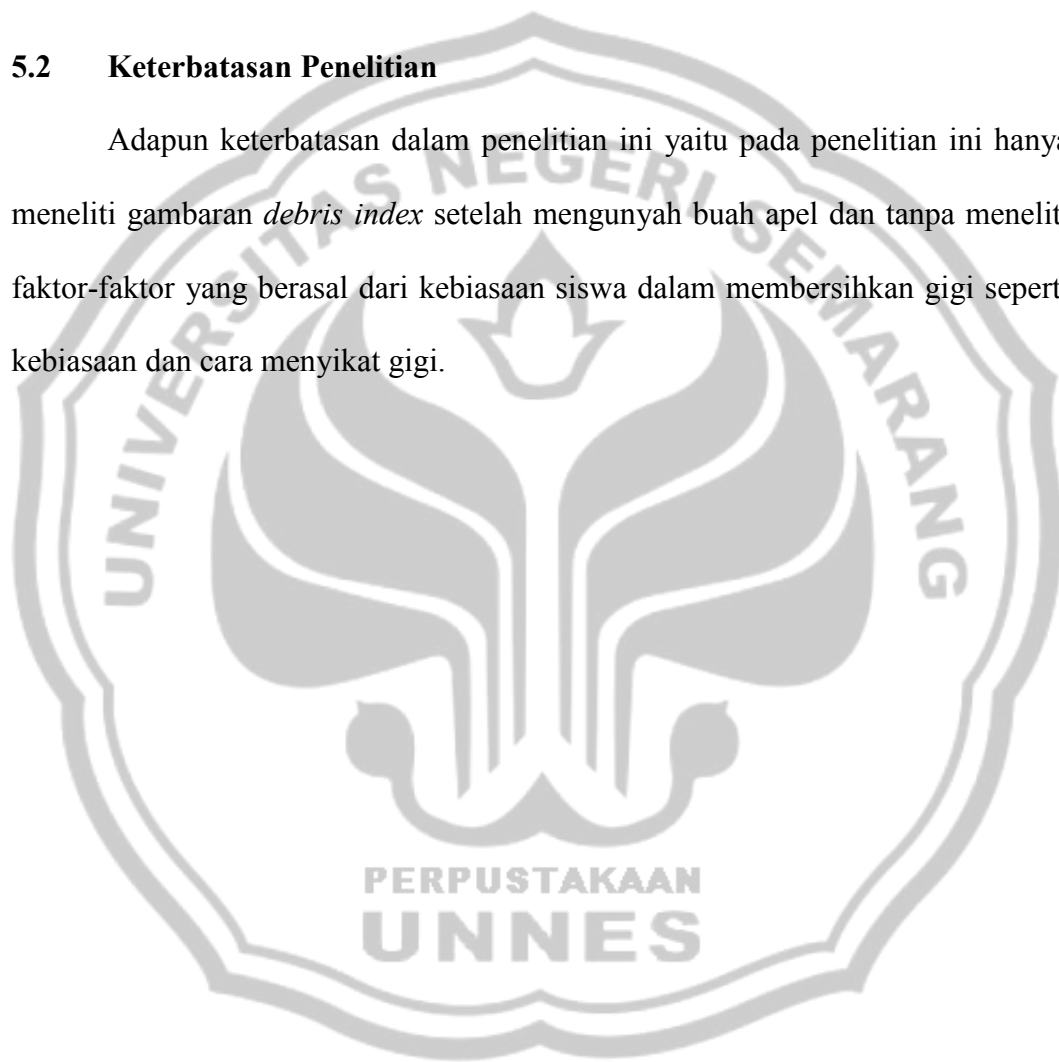 5.2 Keterbatasan Penelitian
Adapun keterbatasan dalam penelitian ini yaitu pada penelitian ini hanya
meneliti gambaran debris index setelah mengunyah buah apel dan tanpa menelit
faktor-faktor yang berasal dari kebiasaan siswa dalam membersihkan gigi sepert
kebiasaan dan cara menyikat gigi.
UNIVERSITAS NEGERI SEMARANG
PERPUSTAKAAN
UNNES